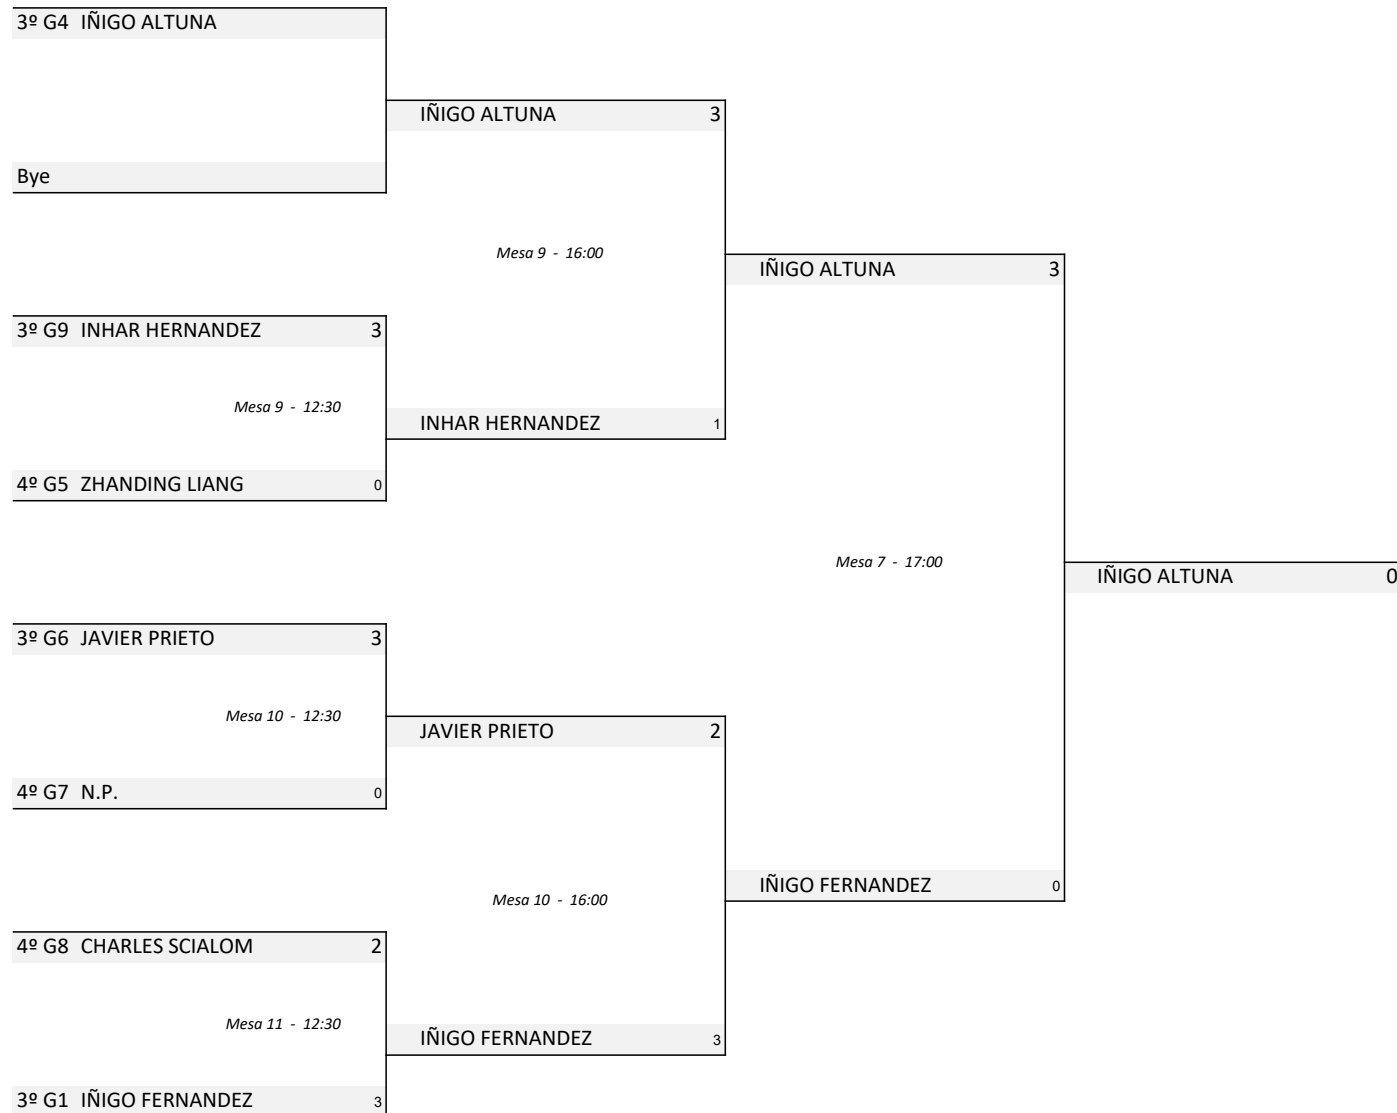 3º G4 IÑIGO ALTUNA
IÑIGO ALTUNA 3
Bye
Mesa 9 - 16:00
IÑIGO ALTUNA 3
3º G9 INHAR HERNANDEZ 3
Mesa 9 - 12:30
INHAR HERNANDEZ 1
4º G5 ZHANDING LIANG 0
Mesa 7 - 17:00
IÑIGO ALTUNA 0
3º G6 JAVIER PRIETO 3
Mesa 10 - 12:30
JAVIER PRIETO 2
4º G7 N.P. 0
IÑIGO FERNANDEZ 0
Mesa 10 - 16:00
4º G8 CHARLES SCIALOM 2
Mesa 11 - 12:30
IÑIGO FERNANDEZ 3
3º G1 IÑIGO FERNANDEZ 3